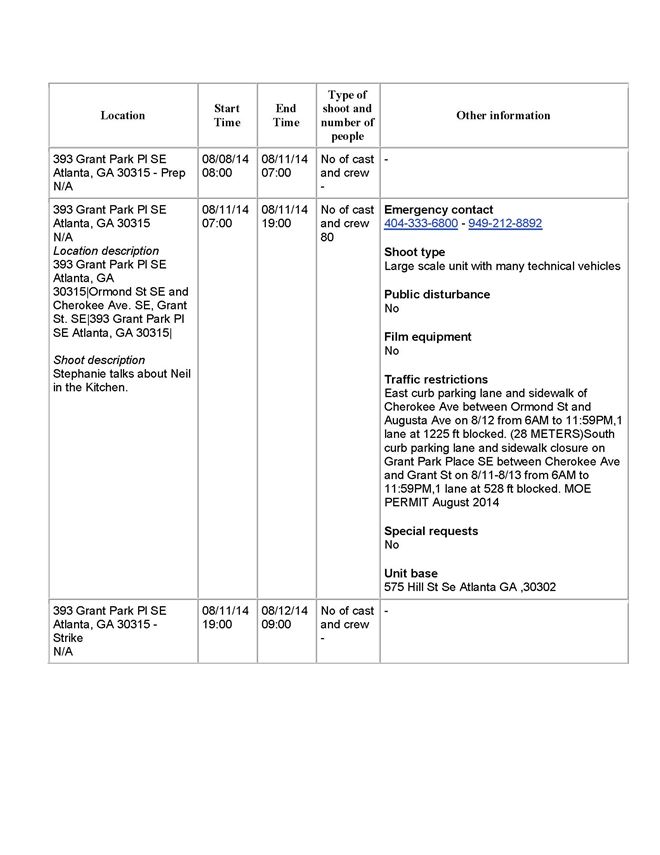 Location
Start
Time
End
Time
Type of
shoot and
number of
people
Other information
393 Grant Park Pl SE
Atlanta, GA 30315 - Prep
N/A
08/08/14
08:00
08/11/14
07:00
No of cast
and crew
-
-
393 Grant Park Pl SE
Atlanta, GA 30315
N/A
Location description
393 Grant Park Pl SE
Atlanta, GA
30315|Ormond St SE and
Cherokee Ave. SE, Grant
St. SE|393 Grant Park Pl
SE Atlanta, GA 30315|
Shoot description
Stephanie talks about Neil
in the Kitchen.
08/11/14
07:00
08/11/14
19:00
No of cast
and crew
80
Emergency contact
404-333-6800 - 949-212-8892
Shoot type
Large scale unit with many technical vehicles
Public disturbance
No
Film equipment
No
Traffic restrictions
East curb parking lane and sidewalk of
Cherokee Ave between Ormond St and
Augusta Ave on 8/12 from 6AM to 11:59PM,1
lane at 1225 ft blocked. (28 METERS)South
curb parking lane and sidewalk closure on
Grant Park Place SE between Cherokee Ave
and Grant St on 8/11-8/13 from 6AM to
11:59PM,1 lane at 528 ft blocked. MOE
PERMIT August 2014
Special requests
No
Unit base
575 Hill St Se Atlanta GA ,30302
393 Grant Park Pl SE
Atlanta, GA 30315 -
Strike
N/A
08/11/14
19:00
08/12/14
09:00
No of cast
and crew
-
-